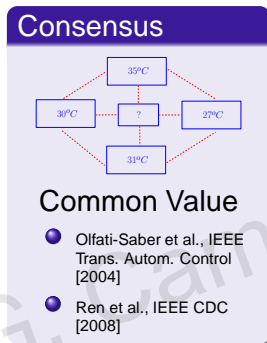 Consensus
35°C
30°C
?
27°C
31°C
Common Value
Olfati-Saber et al., IEEE
Trans. Autom. Control
[2004]
Ren et al., IEEE CDC
[2008]
G. Cam